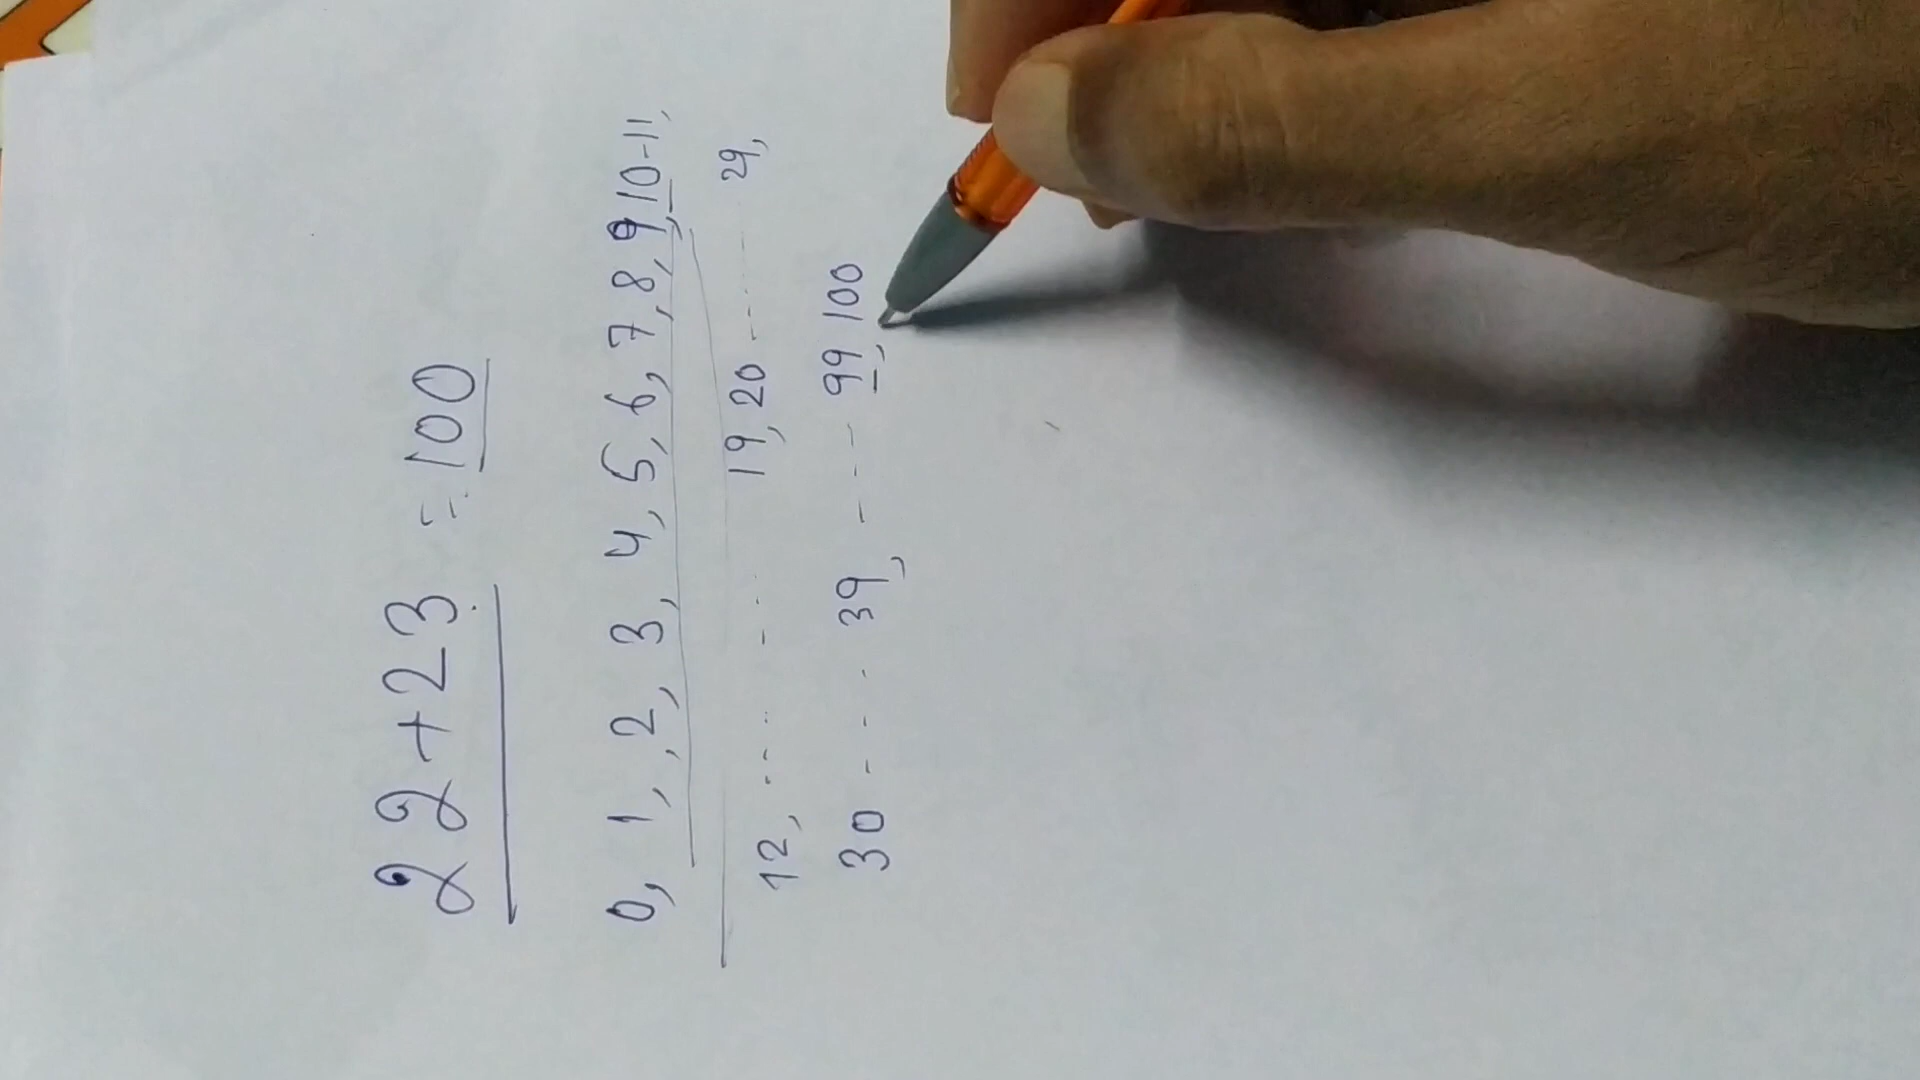 22+23 = 100
0, 1, 2, 3, 4, 5, 6, 7, 8, 9, 10-11,
12, ........ 19, 20 ------ 29,
30 ---- 39, ---- 99, 100